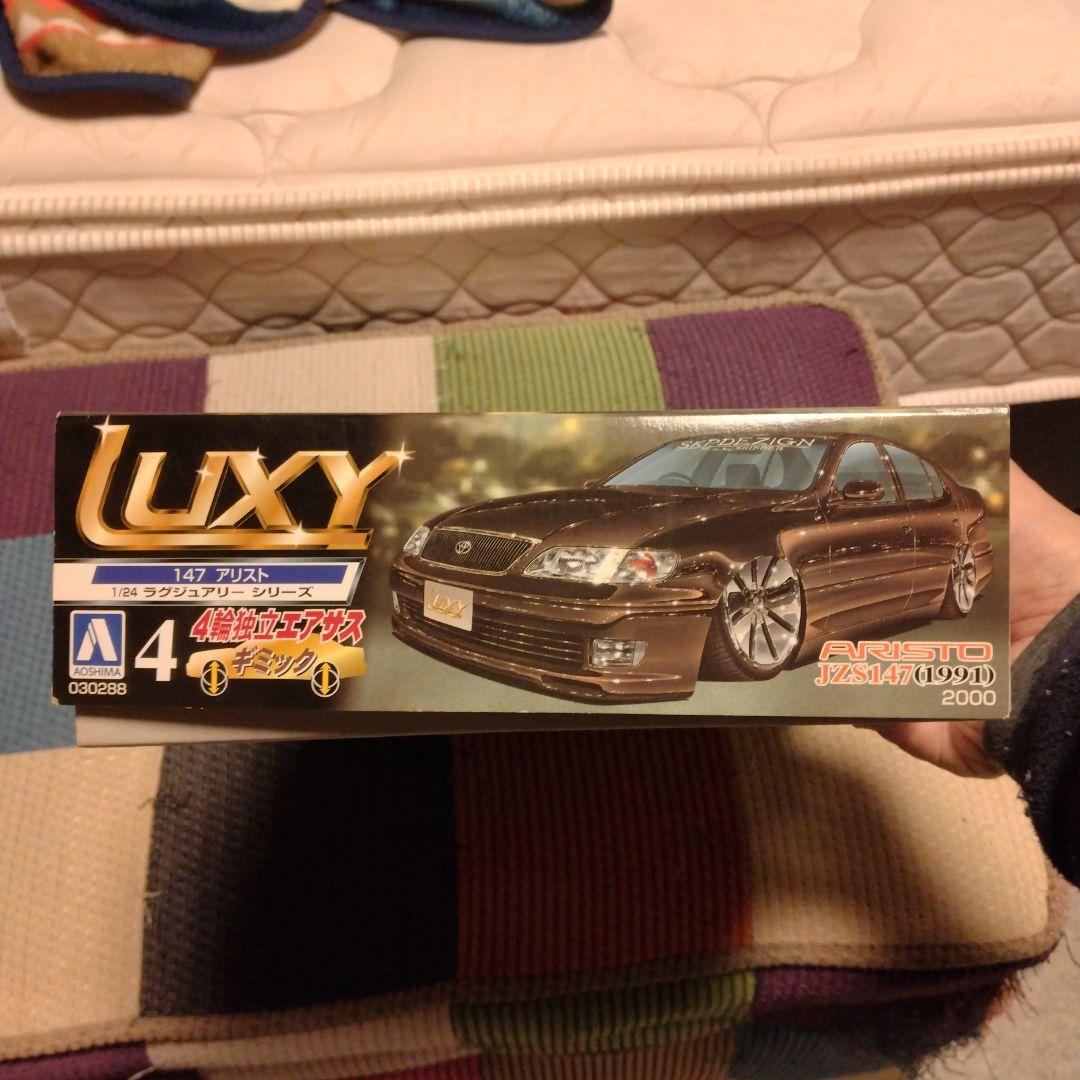 LUXY
147 アリスト
1/24 ラグジュアリー シリーズ
AOSHIMA
030288
4
4輪独立エアサス
ギミック
SKPDEZIGN
LUXY
ARISTO
JZS147(1991)
2000